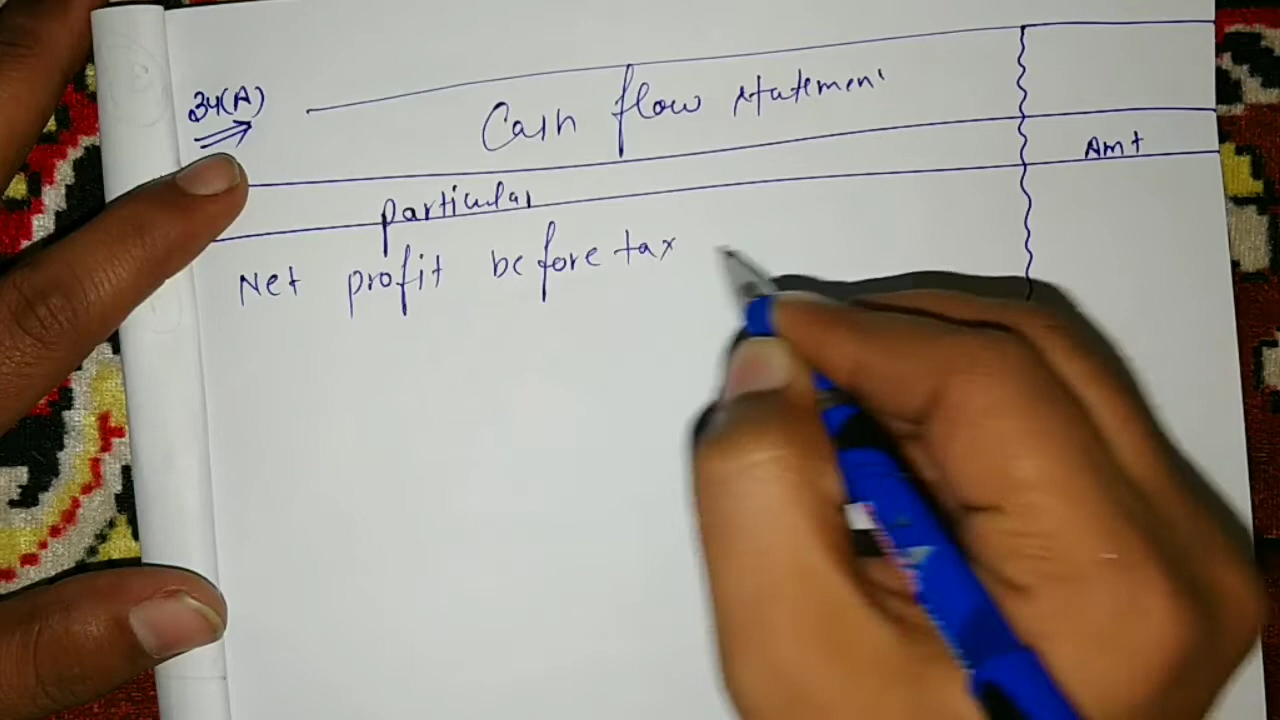 34(A)
Cash flow statement
particular Amt
Net profit before tax